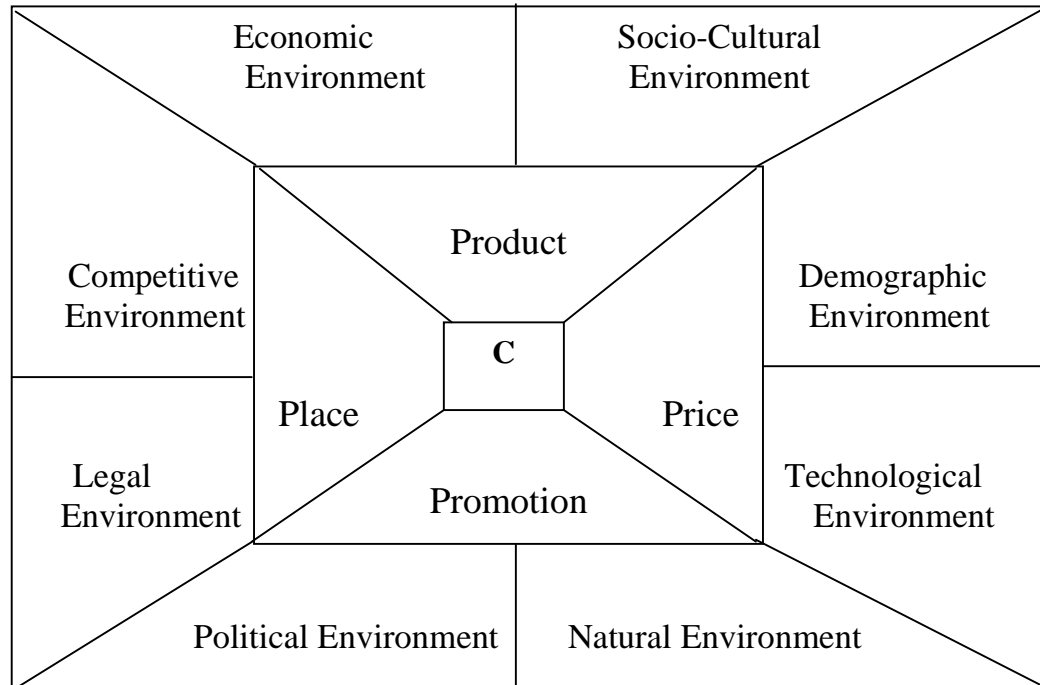 Economic
Environment
Socio-Cultural
Environment
Product
Competitive
Environment
Demographic
Environment
C
Place
Price
Legal
Environment
Technological
Environment
Promotion
Political Environment
Natural Environment